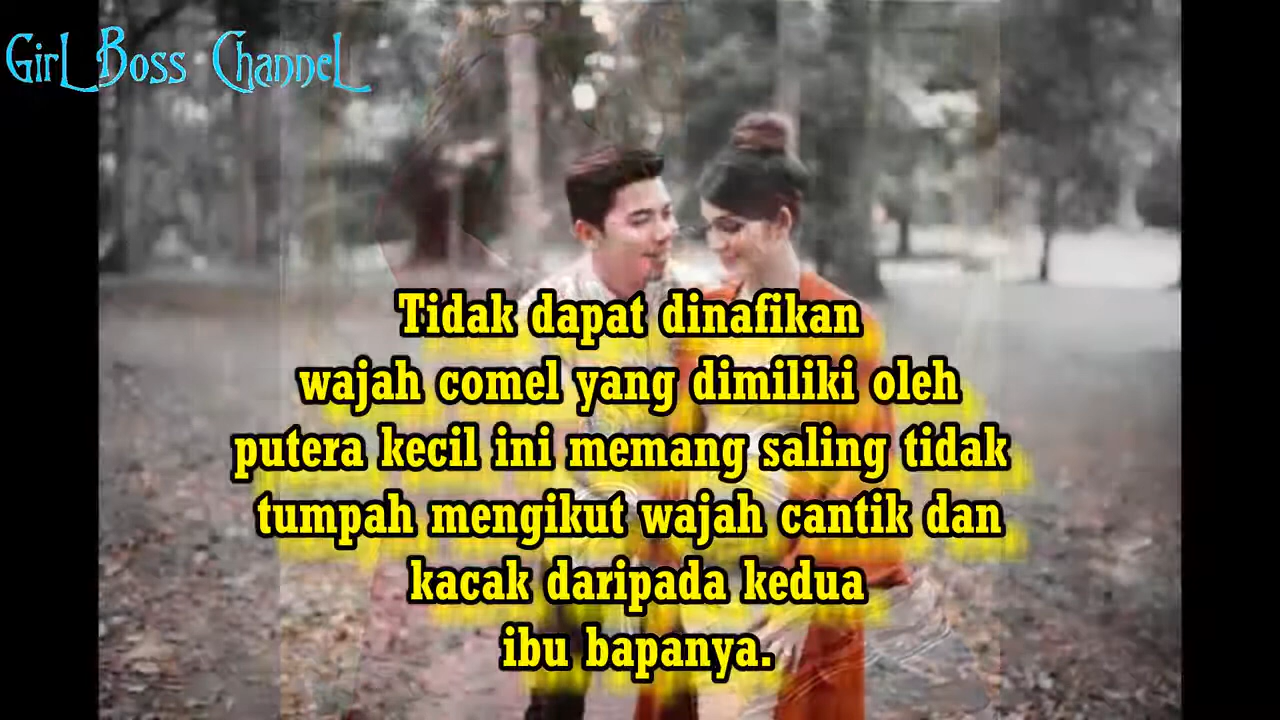 Girl Boss Channel
Tidak dapat dinafikan
wajah comel yang dimiliki oleh
putera kecil ini memang saling tidak
tumpah mengikut wajah cantik dan
kacak daripada kedua
ibu bapanya.